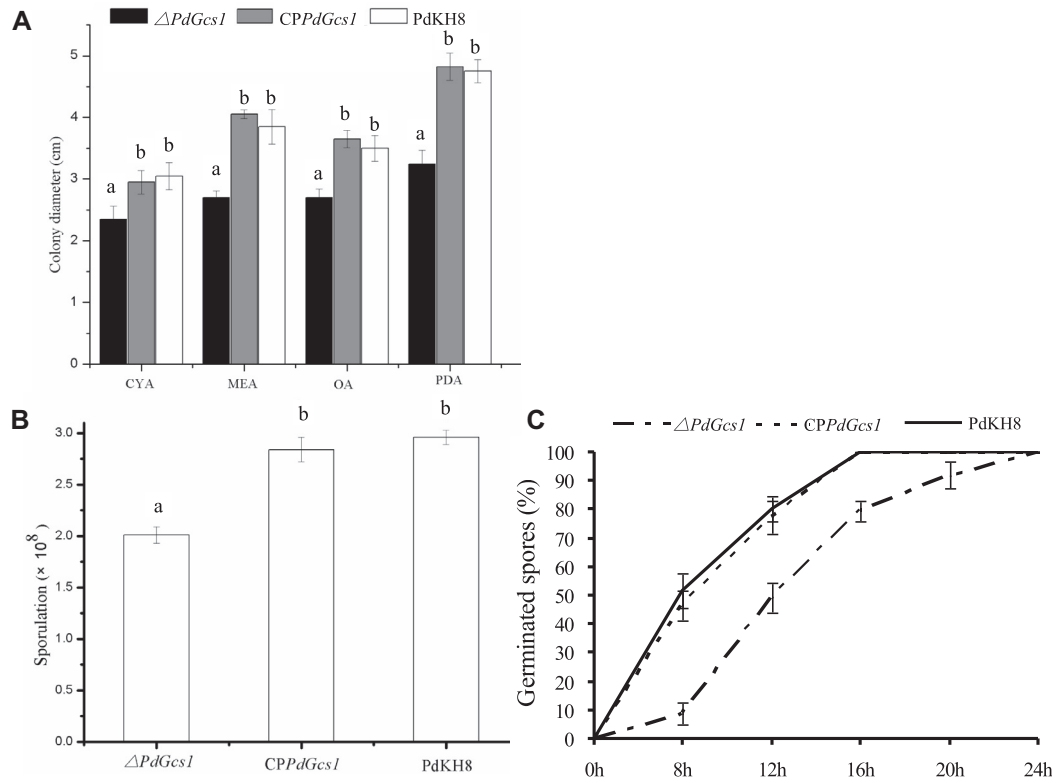 A
△PdGcs1 CPPdGcs1 PdKH8
Colony diameter (cm)
5
4
3
2
1
0
a b b
a b b
a b b
a b b
CYA MEA OA PDA
B
Sporulation (× 10^8)
3.0
2.5
2.0
1.5
1.0
0.5
0.0
a b b
△PdGcs1 CPPdGcs1 PdKH8
C
△PdGcs1 CPPdGcs1 PdKH8
Germinated spores (%)
100
90
80
70
60
50
40
30
20
10
0
0h 8h 12h 16h 20h 24h